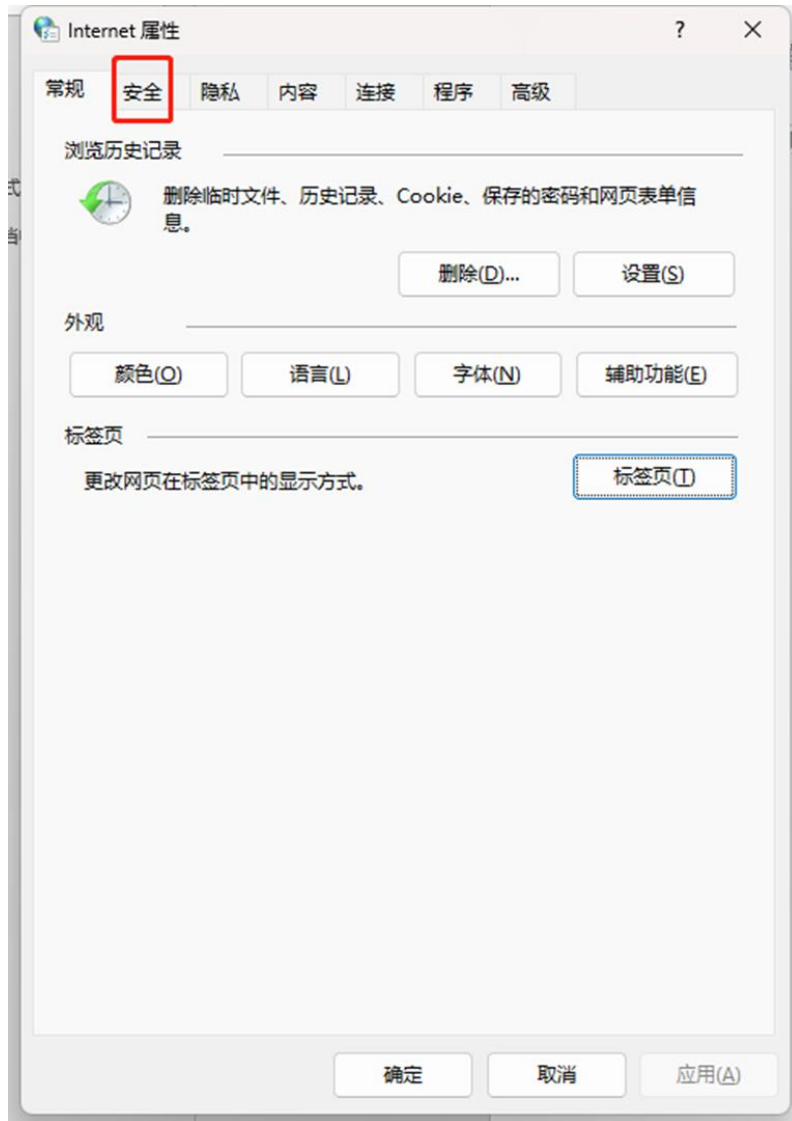 Internet 属性 ?
常规 安全 隐私 内容 连接 程序 高级
浏览历史记录
删除临时文件、历史记录、Cookie、保存的密码和网页表单信
息。
删除(D)... 设置(S)
外观
颜色(O) 语言(L) 字体(N) 辅助功能(E)
标签页
更改网页在标签页中的显示方式。 标签页(T)
确定 取消 应用(A)